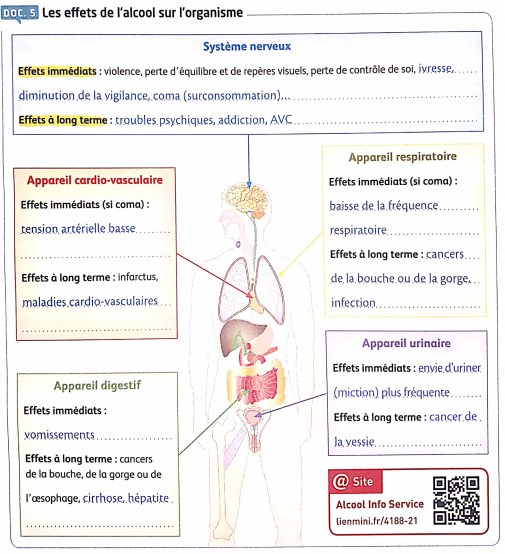 DOC. 5 Les effets de l'alcool sur l'organisme
Système nerveux
Effets immédiats : violence, perte d'équilibre et de repères visuels, perte de contrôle de soi, ivresse,
diminution de la vigilance, coma (surconsommation)...
Effets à long terme : troubles psychiques, addiction, AVC
Appareil cardio-vasculaire
Effets immédiats (si coma) :
tension artérielle basse
Effets à long terme : infarctus,
maladies cardio-vasculaires
Appareil respiratoire
Effets immédiats (si coma) :
baisse de la fréquence
respiratoire
Effets à long terme : cancers
de la bouche ou de la gorge,
infection
Appareil digestif
Effets immédiats :
vomissements
Effets à long terme : cancers
de la bouche, de la gorge ou de
l'œsophage, cirrhose, hépatite
Appareil urinaire
Effets immédiats : envie d'uriner
(miction) plus fréquente
Effets à long terme : cancer de
la vessie
@ Site
Alcool Info Service
lienmini.fr/4188-21